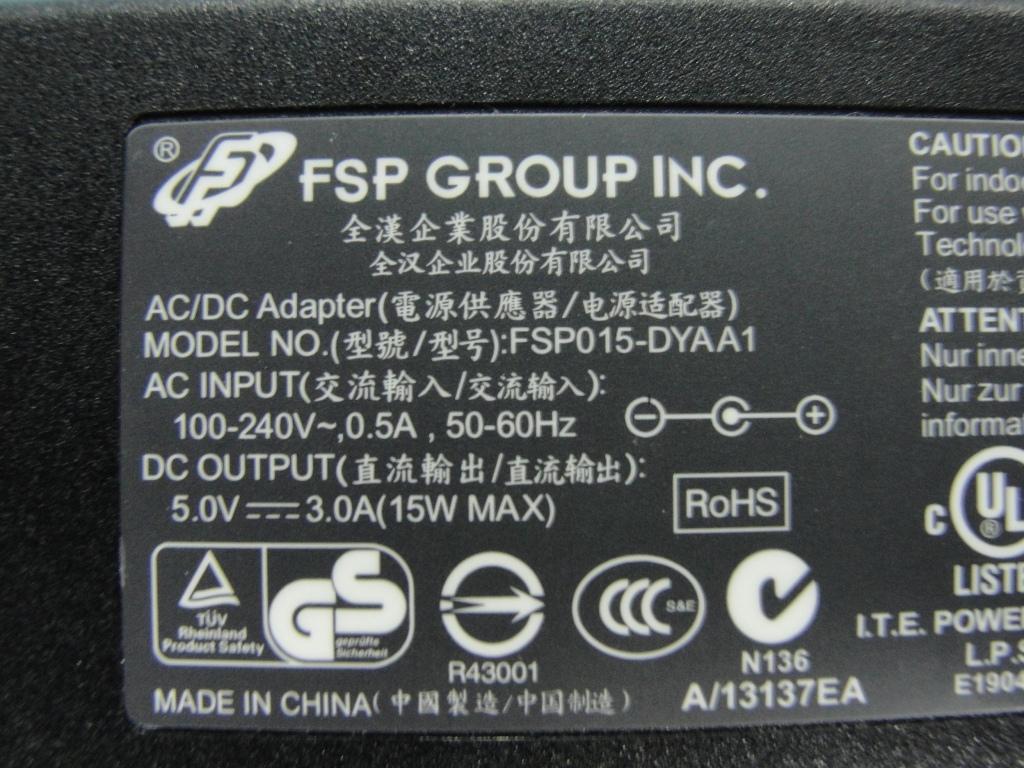 ® FSP GROUP INC.
全漢企業股份有限公司
全汉企业股份有限公司
AC/DC Adapter(電源供應器/电源适配器)
MODEL NO.(型號/型号):FSP015-DYAA1
AC INPUT(交流輸入/交流输入):
100-240V~,0.5A , 50-60Hz
DC OUTPUT(直流輸出/直流输出):
5.0V 3.0A(15W MAX)
RoHS
TÜV
Rheinland
Product Safety
GS
geprüfte
Sicherheit
R43001
CCC S&E
N136
A/13137EA
MADE IN CHINA(中國製造/中国制造)
CAUTIO
For indo
For use
Technol
(適用於
ATTENT
Nur inne
Nur zur
informa
C UL ®
LISTE
I.T.E. POWE
L.P.S
E1904